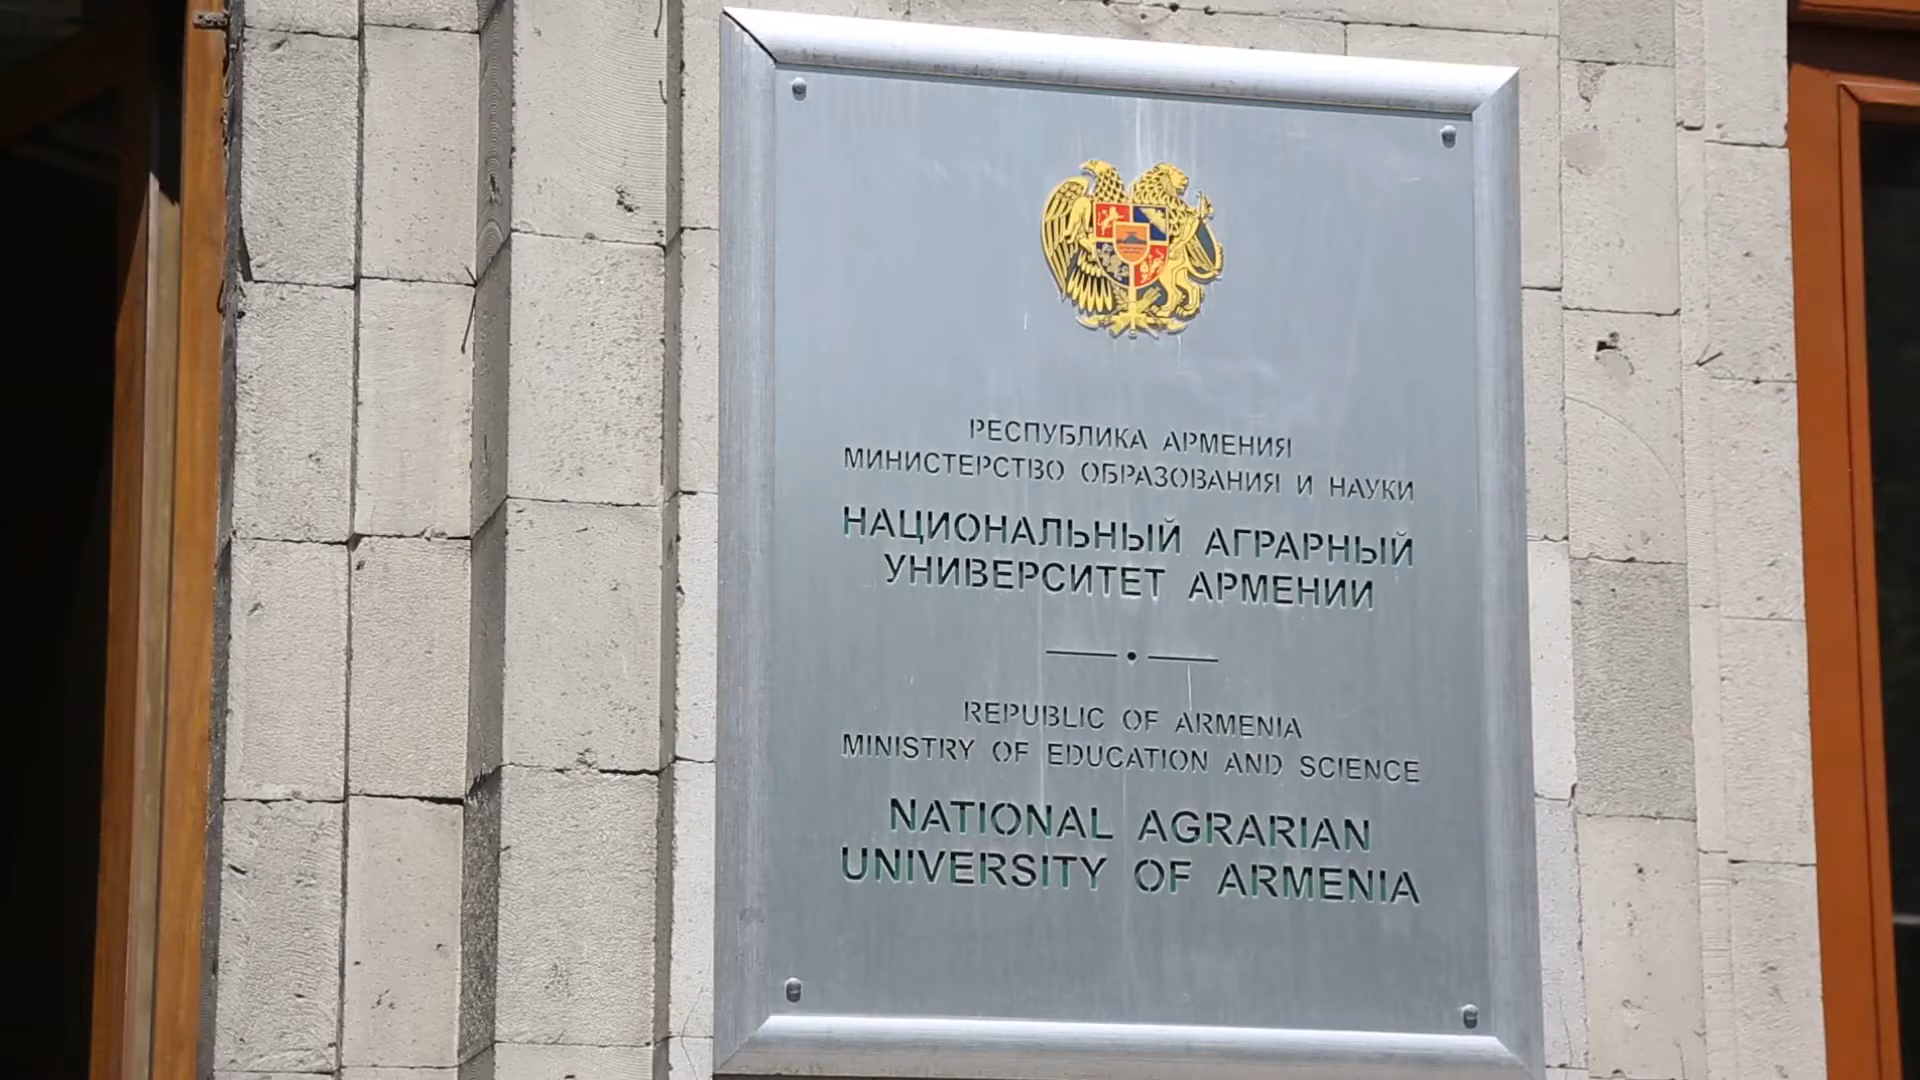 РЕСПУБЛИКА АРМЕНИЯ
МИНИСТЕРСТВО ОБРАЗОВАНИЯ И НАУКИ
НАЦИОНАЛЬНЫЙ АГРАРНЫЙ
УНИВЕРСИТЕТ АРМЕНИИ
REPUBLIC OF ARMENIA
MINISTRY OF EDUCATION AND SCIENCE
NATIONAL AGRARIAN
UNIVERSITY OF ARMENIA